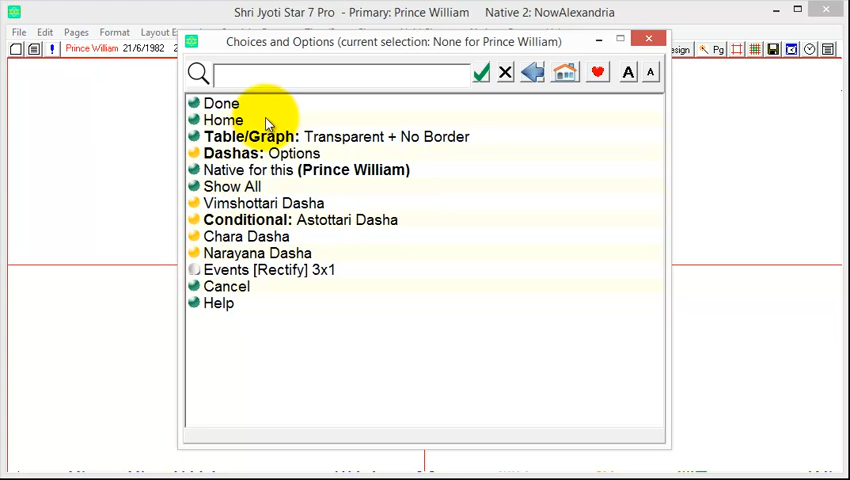 Shri Jyoti Star 7 Pro - Primary: Prince William Native 2: NowAlexandria
File Edit Pages Format Layout
Prince William 21/6/1982
esign Pg
Choices and Options (current selection: None for Prince William)
A A
Done
Home
Table/Graph: Transparent + No Border
Dashas: Options
Native for this (Prince William)
Show All
Vimshottari Dasha
Conditional: Astottari Dasha
Chara Dasha
Narayana Dasha
Events [Rectify] 3x1
Cancel
Help